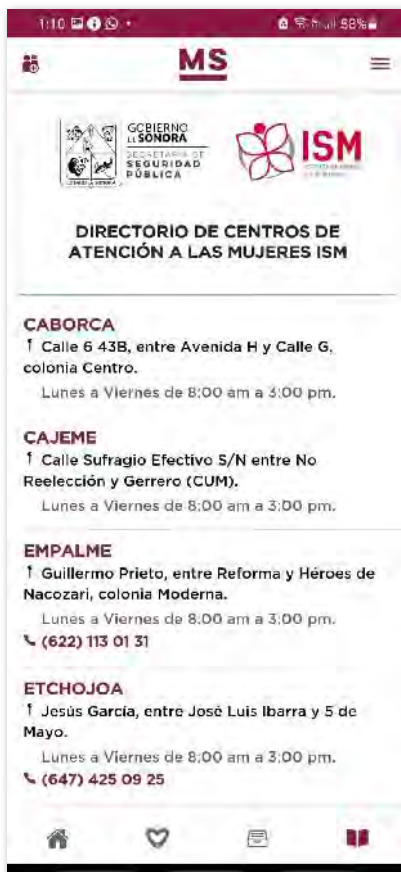 1:10
58%
MS
GOBIERNO
DE SONORA
SECRETARÍA DE
SEGURIDAD
PÚBLICA
ISM
DIRECTORIO DE CENTROS DE
ATENCIÓN A LAS MUJERES ISM
CABORCA
Calle 6 43B, entre Avenida H y Calle G,
colonia Centro.
Lunes a Viernes de 8:00 am a 3:00 pm.
CAJEME
Calle Sufragio Efectivo S/N entre No
Reelección y Gerrero (CUM).
Lunes a Viernes de 8:00 am a 3:00 pm.
EMPALME
Guillermo Prieto, entre Reforma y Héroes de
Nacozari, colonia Moderna.
Lunes a Viernes de 8:00 am a 3:00 pm.
(622) 113 01 31
ETCHOJOA
Jesús García, entre José Luis Ibarra y 5 de
Mayo.
Lunes a Viernes de 8:00 am a 3:00 pm.
(647) 425 09 25